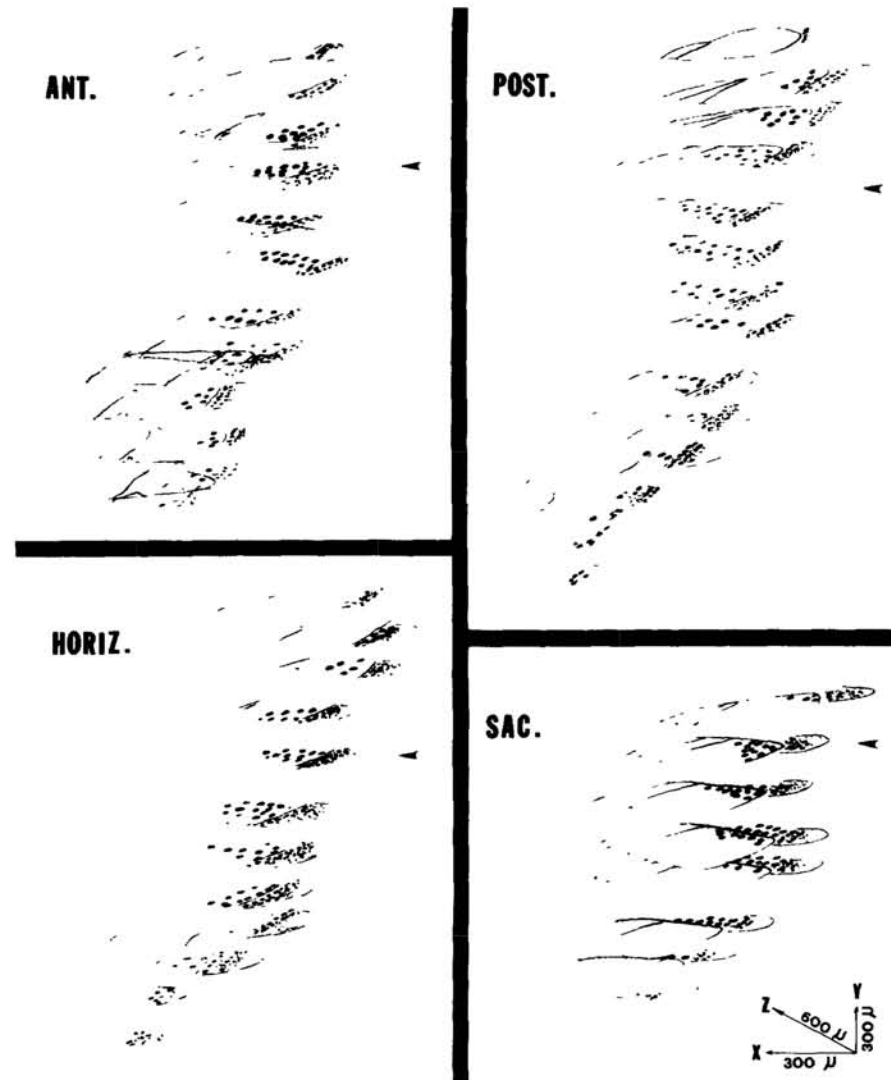 ANT.
POST.
HORIZ.
SAC.
Z
600 μ
Y
300 μ
X
300 μ